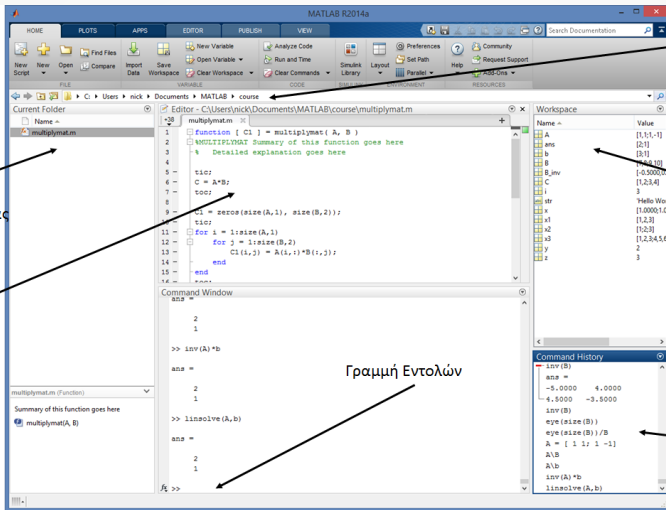 MATLAB R2014a
HOME PLOTS APPS EDITOR PUBLISH VIEW
Search Documentation
New Script
New
Open
Find Files
Compare
Import Data
Save Workspace
New Variable
Open Variable
Clear Workspace
Analyze Code
Run and Time
Clear Commands
Simulink Library
Layout
Preferences
Set Path
Parallel
Help
Community
Request Support
Add-Ons
FILE VARIABLE CODE SIMULINK ENVIRONMENT RESOURCES
C: Users nick Documents MATLAB course
Current Folder
Name
multiplymat.m
multiplymat.m (Function)
Summary of this function goes here
multiplymat(A, B)
Editor - C:\Users\nick\Documents\MATLAB\course\multiplymat.m
+38 multiplymat.m
1 function [ C1 ] = multiplymat( A, B )
2 %MULTIPLYMAT Summary of this function goes here
3 % Detailed explanation goes here
4
5 - tic;
6 - C = A*B;
7 - toc;
8
9 - C1 = zeros(size(A,1), size(B,2));
10 - tic;
11 - for i = 1:size(A,1)
12 - for j = 1:size(B,2)
13 - C1(i,j) = A(i,:)*B(:,j);
14 - end
15 - end
16 - toc;
Command Window
ans =
2
1
>> inv(A)*b
ans =
2
1
>> linsolve(A,b)
ans =
2
1
fx >>
Γραμμή Εντολών
Workspace
Name Value
A [1,1;1,-1]
ans [2;1]
b [3;1]
B
B_inv
C [1,2;3,4]
i 3
str
x
x1 [1,2,3]
x2 [1;2;3]
x3
y 2
z 3
Command History
inv(B)
ans =
-5.0000 4.0000
4.5000 -3.5000
inv(B)
eye(size(B))
eye(size(B))/B
A = [ 1 1; 1 -1]
A\B
A\b
inv(A)*b
linsolve(A,b)